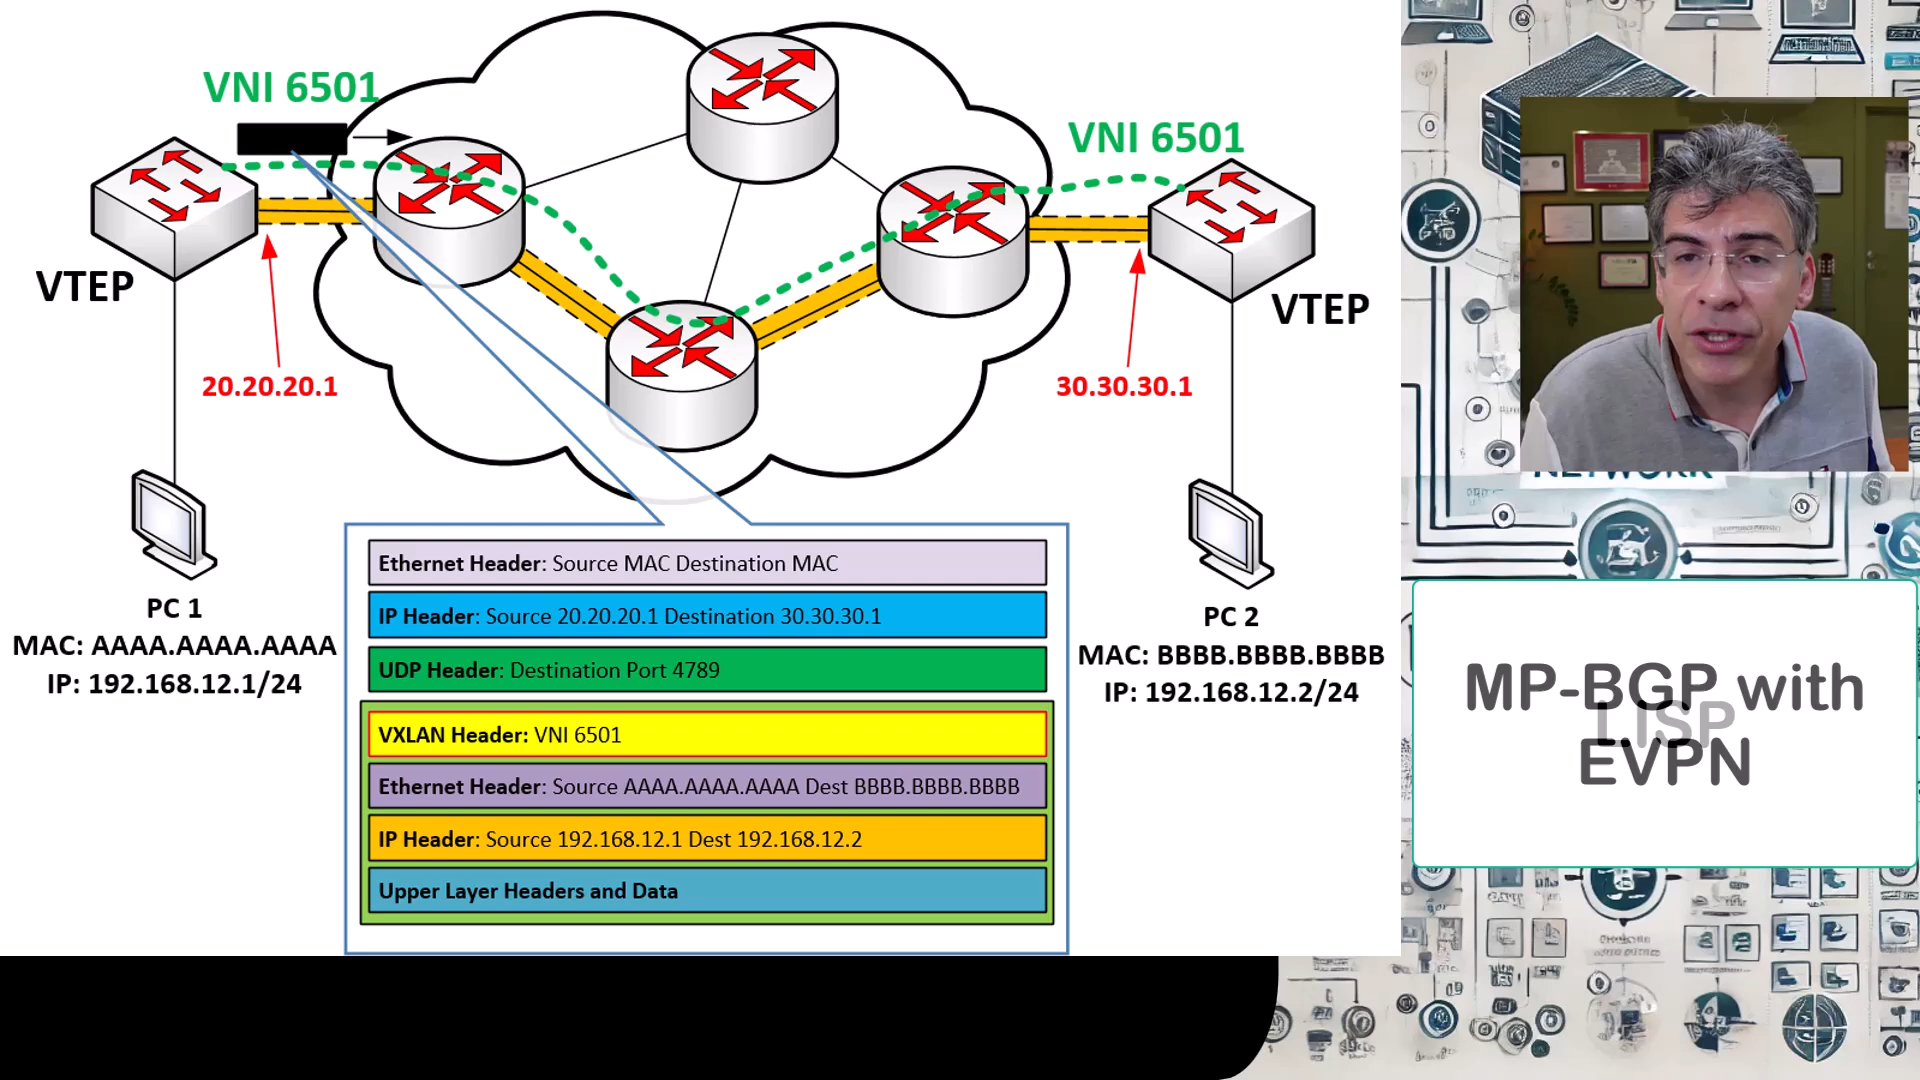 VNI 6501
VNI 6501
VTEP
VTEP
20.20.20.1
30.30.30.1
PC 1
MAC: AAAA.AAAA.AAAA
IP: 192.168.12.1/24
PC 2
MAC: BBBB.BBBB.BBBB
IP: 192.168.12.2/24
Ethernet Header: Source MAC Destination MAC
IP Header: Source 20.20.20.1 Destination 30.30.30.1
UDP Header: Destination Port 4789
VXLAN Header: VNI 6501
Ethernet Header: Source AAAA.AAAA.AAAA Dest BBBB.BBBB.BBBB
IP Header: Source 192.168.12.1 Dest 192.168.12.2
Upper Layer Headers and Data
NETWORK
MP-BGP with
LISP
EVPN